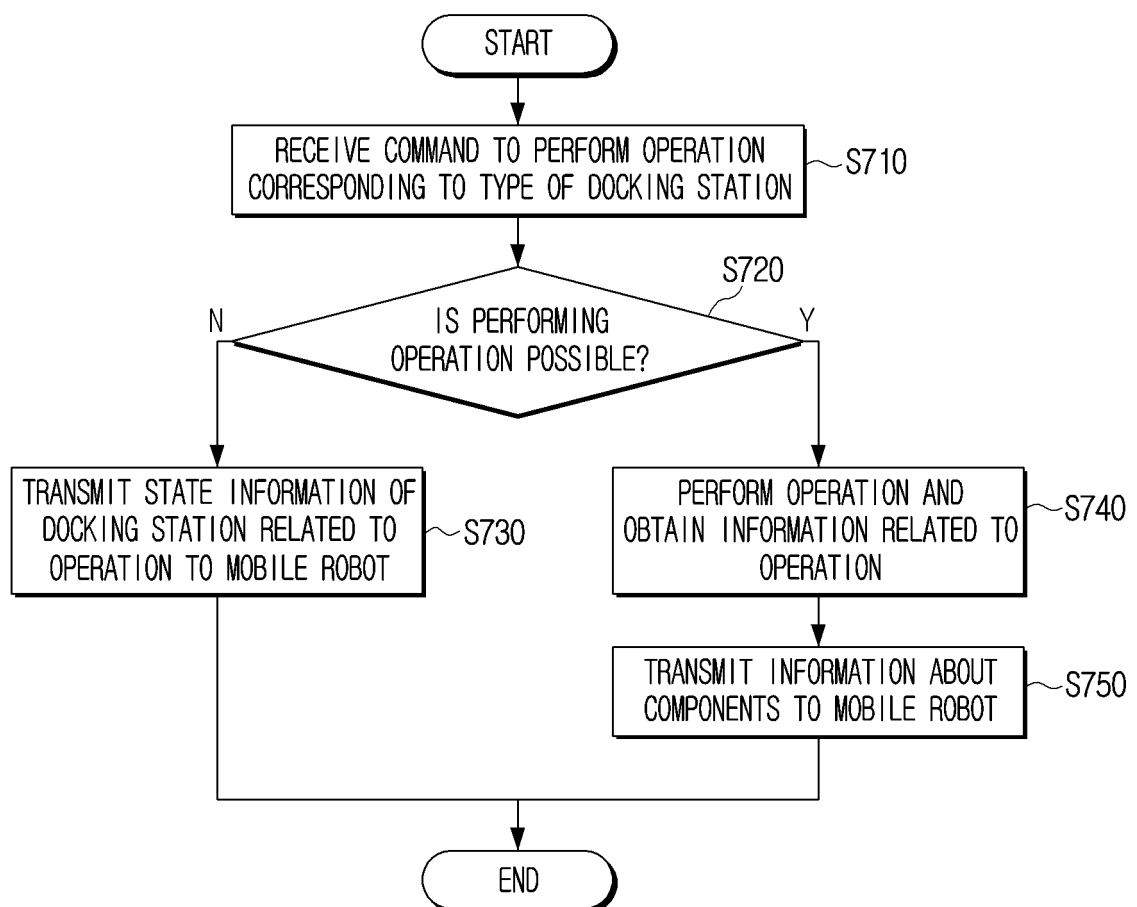 START
RECEIVE COMMAND TO PERFORM OPERATION
CORRESPONDING TO TYPE OF DOCKING STATION
S710
S720
N
IS PERFORMING
OPERATION POSSIBLE?
Y
TRANSMIT STATE INFORMATION OF
DOCKING STATION RELATED TO
OPERATION TO MOBILE ROBOT
S730
PERFORM OPERATION AND
OBTAIN INFORMATION RELATED TO
OPERATION
S740
TRANSMIT INFORMATION ABOUT
COMPONENTS TO MOBILE ROBOT
S750
END